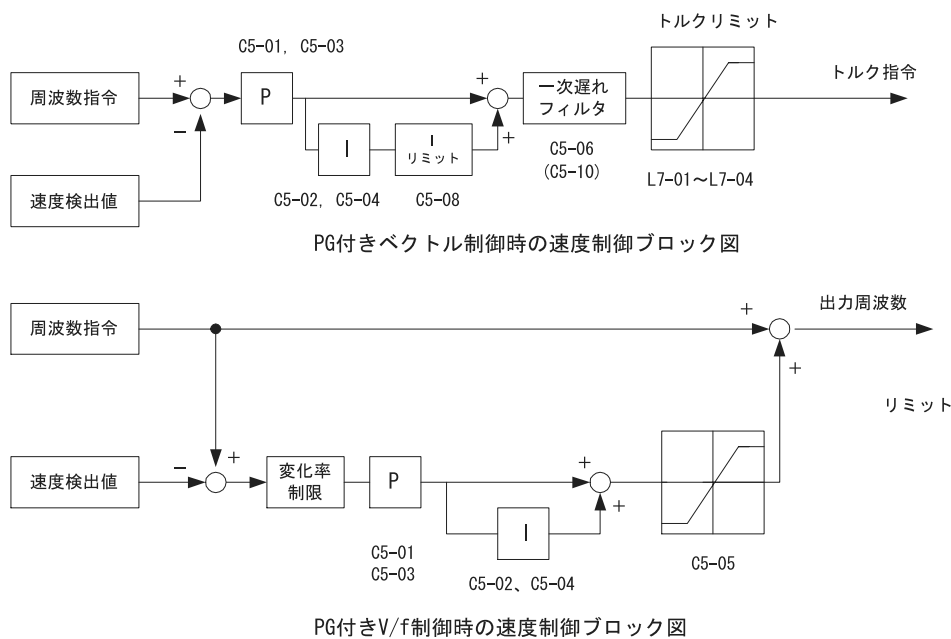 トルクリミット
C5-01, C5-03
トルク指令
周波数指令
+
P
+
一次遅れ
フィルタ
−
I
I
リミット
+
C5-06
(C5-10)
L7-01～L7-04
速度検出値
C5-02, C5-04
C5-08
PG付きベクトル制御時の速度制御ブロック図
出力周波数
周波数指令
+
+
リミット
速度検出値
−
+
変化率
制限
P
+
+
I
C5-01
C5-03
C5-02、C5-04
C5-05
PG付きV/f制御時の速度制御ブロック図